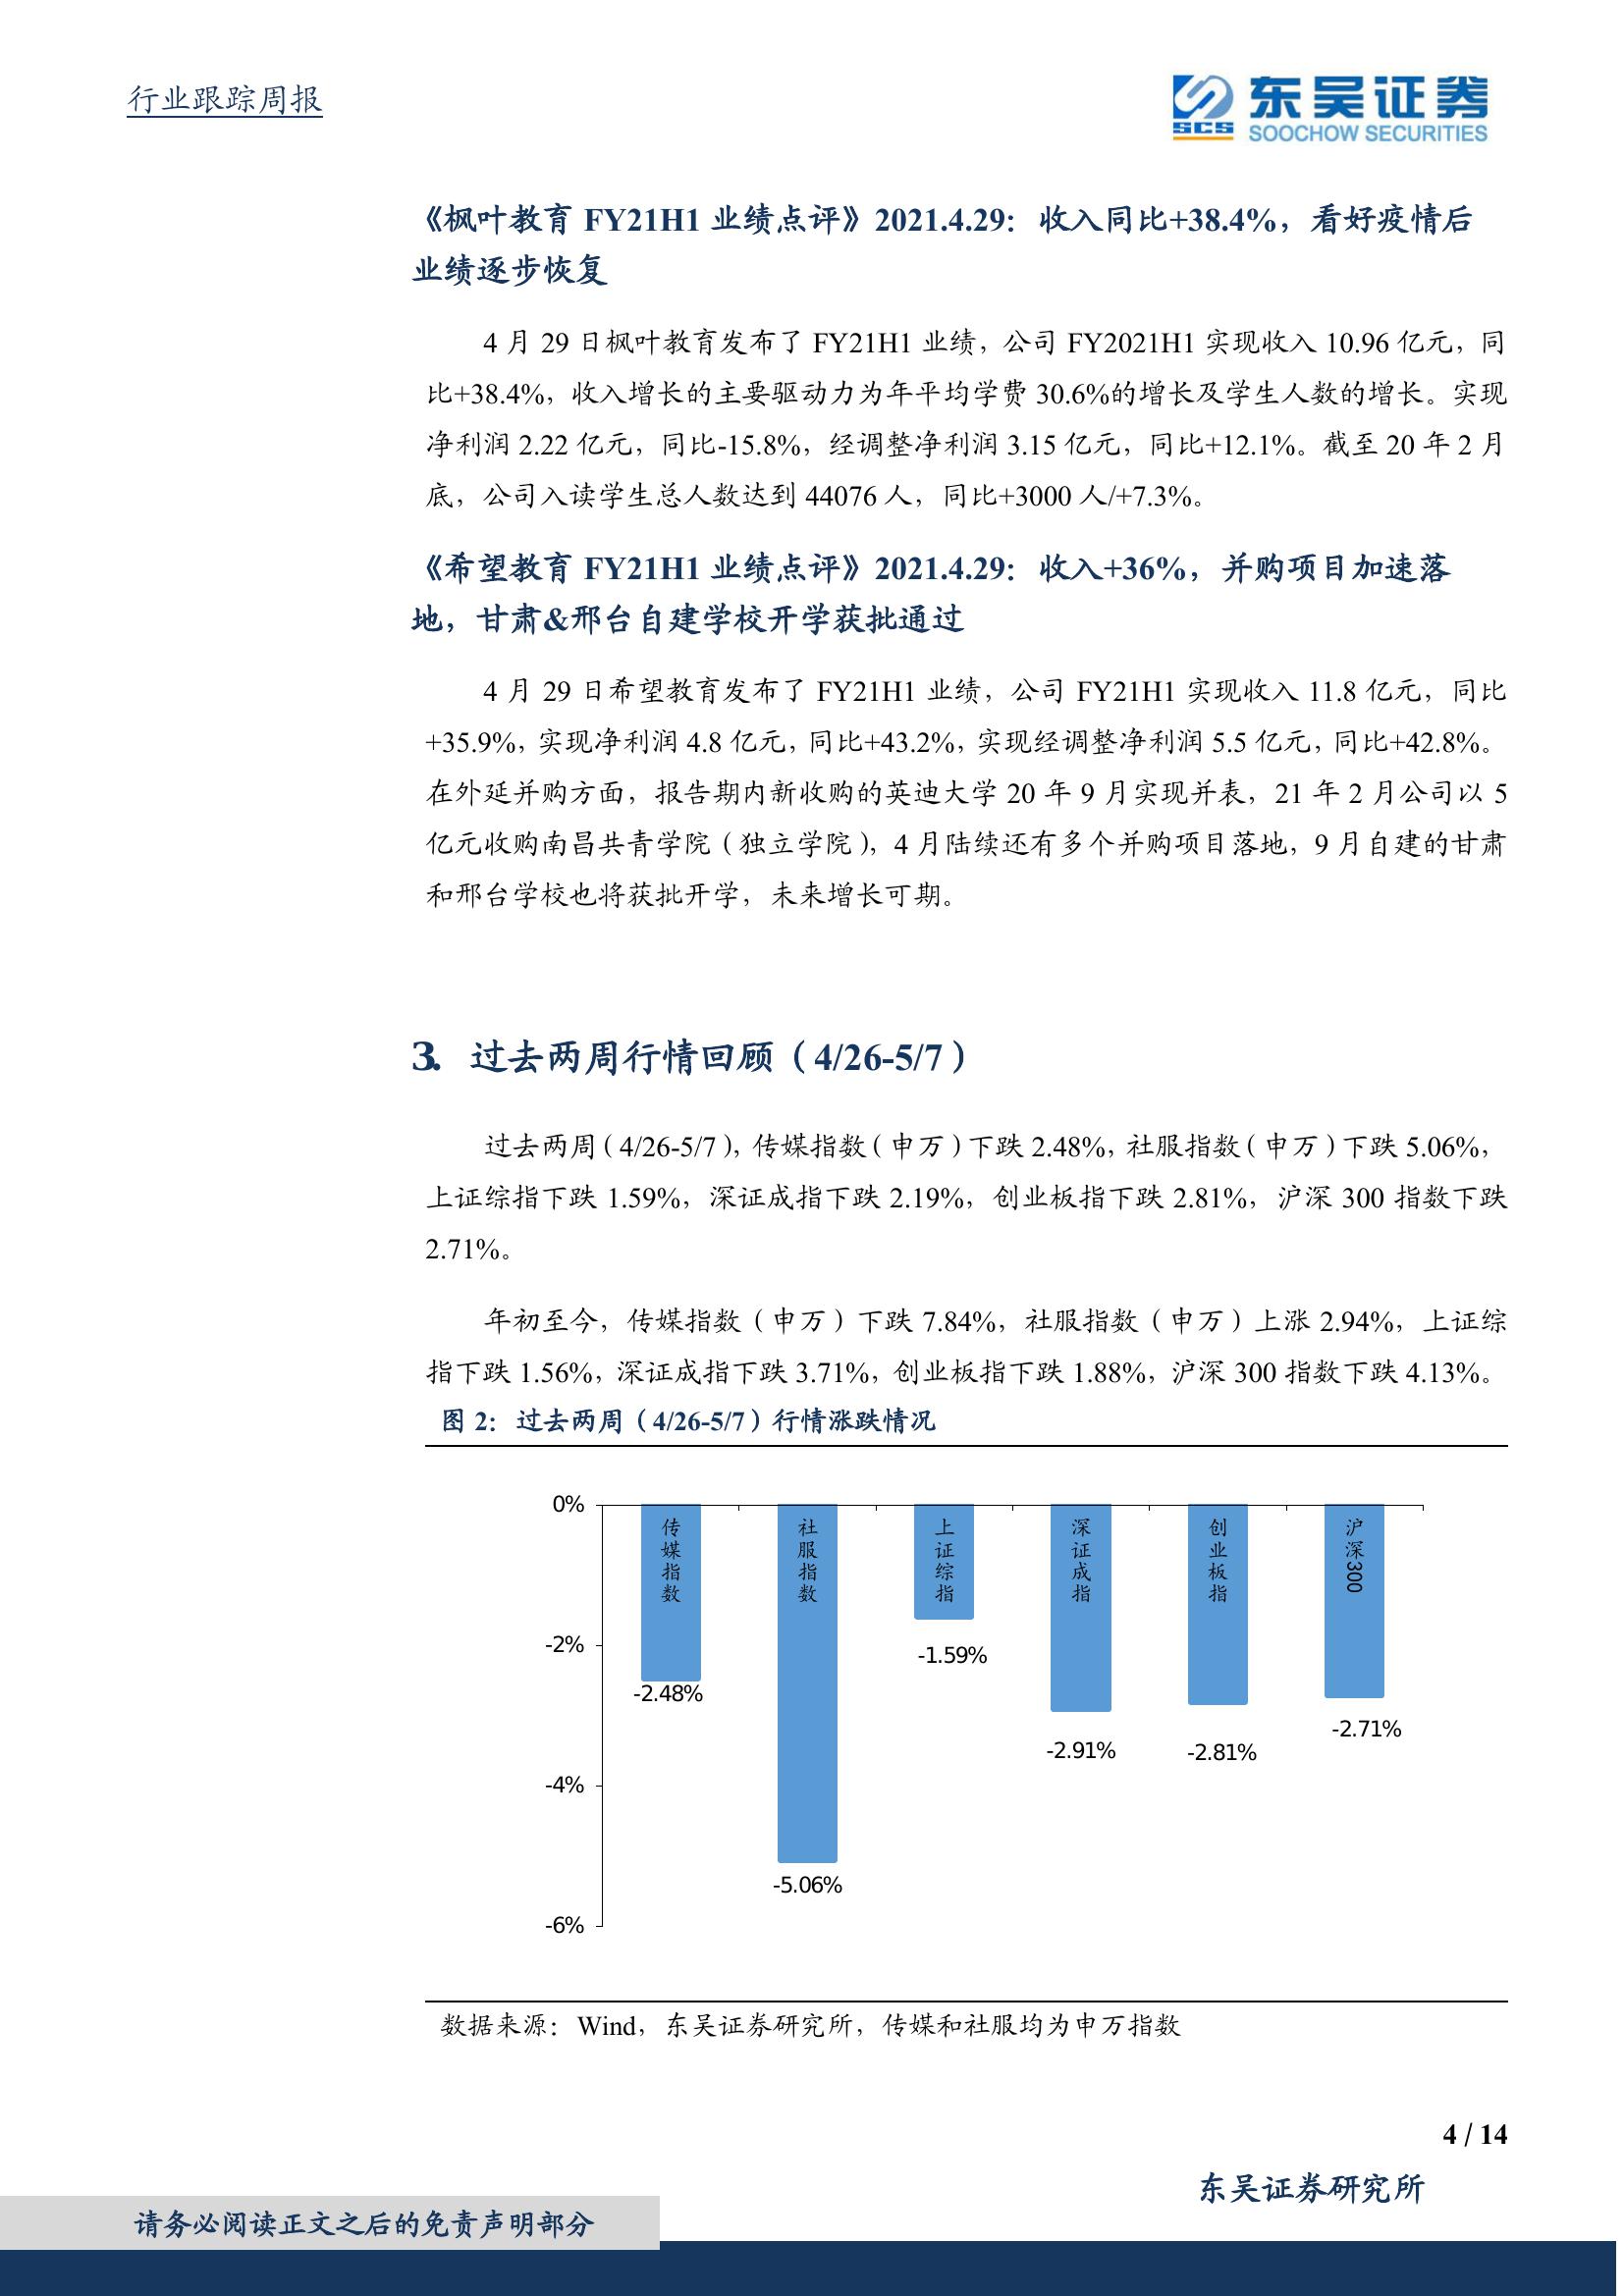 行业跟踪周报
SCS
东吴证券
SOOCHOW SECURITIES
《枫叶教育 FY21H1 业绩点评》2021.4.29：收入同比+38.4%，看好疫情后
业绩逐步恢复
4 月 29 日枫叶教育发布了 FY21H1 业绩，公司 FY2021H1 实现收入 10.96 亿元，同
比+38.4%，收入增长的主要驱动力为年平均学费 30.6%的增长及学生人数的增长。实现
净利润 2.22 亿元，同比-15.8%，经调整净利润 3.15 亿元，同比+12.1%。截至 20 年 2 月
底，公司入读学生总人数达到 44076 人，同比+3000 人/+7.3%。
《希望教育 FY21H1 业绩点评》2021.4.29：收入+36%，并购项目加速落
地，甘肃&邢台自建学校开学获批通过
4 月 29 日希望教育发布了 FY21H1 业绩，公司 FY21H1 实现收入 11.8 亿元，同比
+35.9%，实现净利润 4.8 亿元，同比+43.2%，实现经调整净利润 5.5 亿元，同比+42.8%。
在外延并购方面，报告期内新收购的英迪大学 20 年 9 月实现并表，21 年 2 月公司以 5
亿元收购南昌共青学院（独立学院），4 月陆续还有多个并购项目落地，9 月自建的甘肃
和邢台学校也将获批开学，未来增长可期。
3. 过去两周行情回顾（4/26-5/7）
过去两周（4/26-5/7），传媒指数（申万）下跌 2.48%，社服指数（申万）下跌 5.06%，
上证综指下跌 1.59%，深证成指下跌 2.19%，创业板指下跌 2.81%，沪深 300 指数下跌
2.71%。
年初至今，传媒指数（申万）下跌 7.84%，社服指数（申万）上涨 2.94%，上证综
指下跌 1.56%，深证成指下跌 3.71%，创业板指下跌 1.88%，沪深 300 指数下跌 4.13%。
图 2：过去两周（4/26-5/7）行情涨跌情况
0%
-2%
-4%
-6%
传媒指数
社服指数
上证综指
深证成指
创业板指
沪深300
-2.48%
-5.06%
-1.59%
-2.91%
-2.81%
-2.71%
数据来源：Wind，东吴证券研究所，传媒和社服均为申万指数
4 / 14
东吴证券研究所
请务必阅读正文之后的免责声明部分